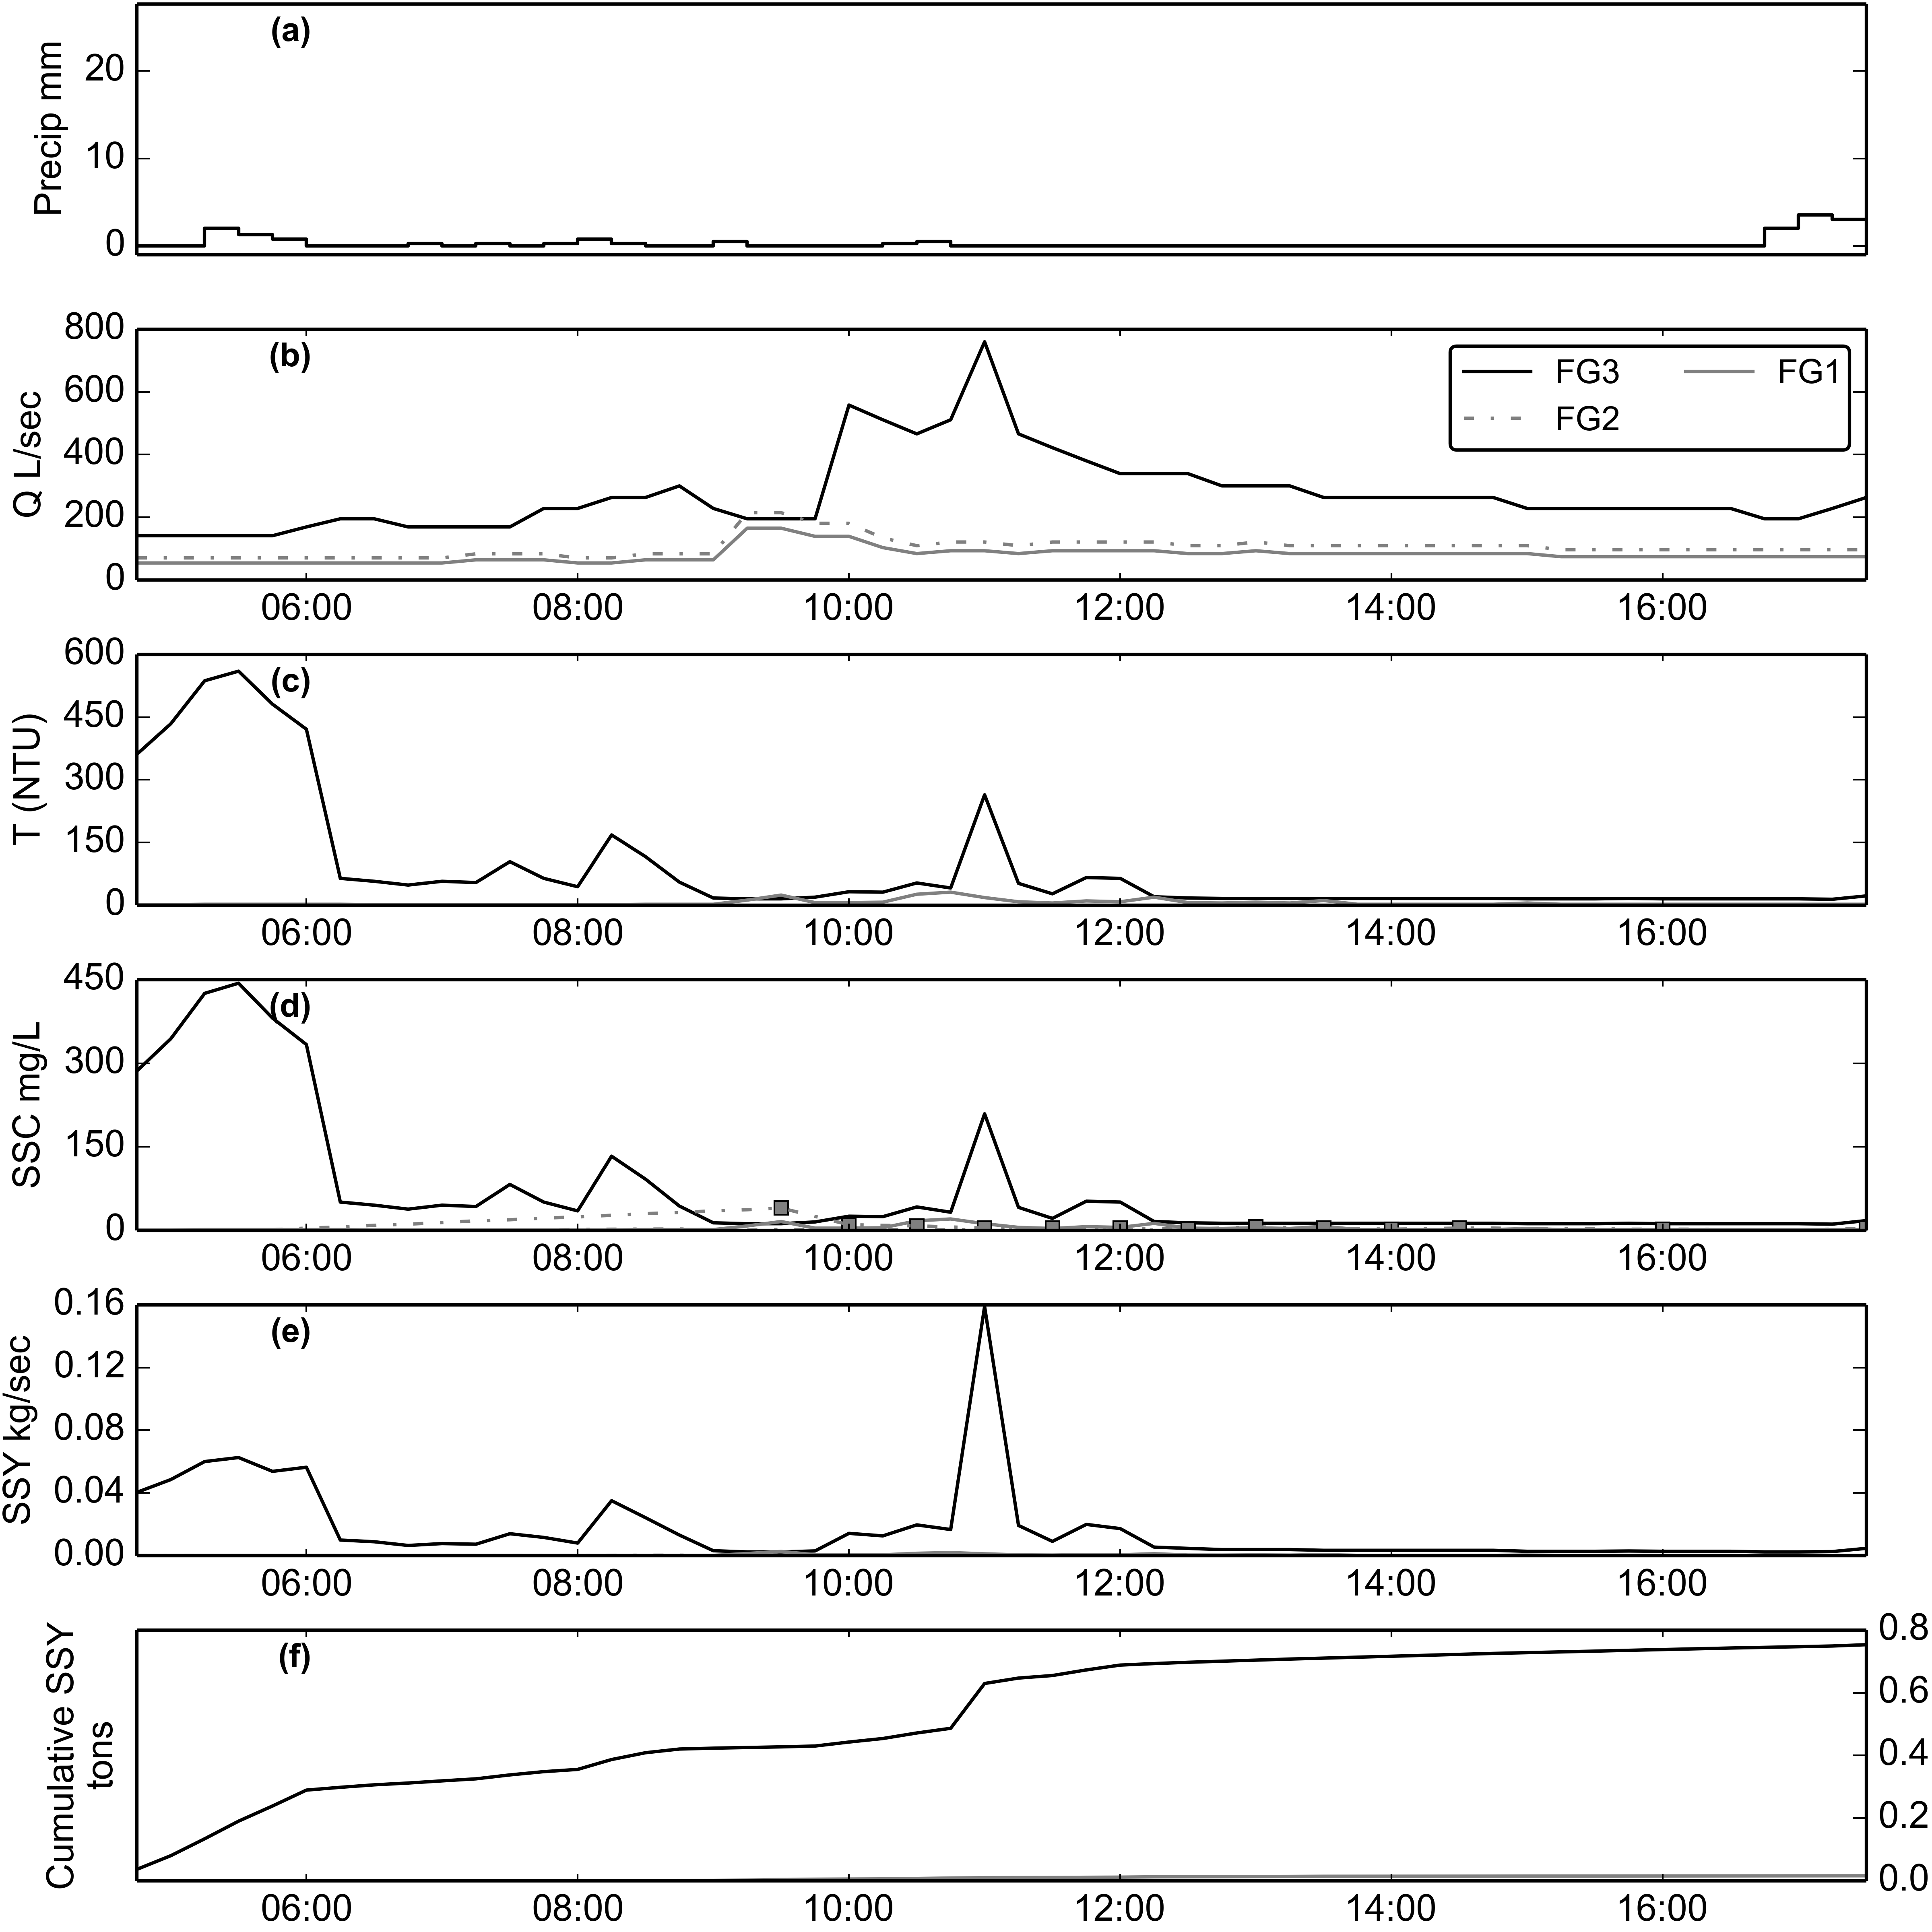 (a)
Precip mm
20
10
0
(b)
Q L/sec
800
600
400
200
0
FG3 FG1
FG2
06:00 08:00 10:00 12:00 14:00 16:00
(c)
T (NTU)
600
450
300
150
0
06:00 08:00 10:00 12:00 14:00 16:00
(d)
SSC mg/L
450
300
150
0
06:00 08:00 10:00 12:00 14:00 16:00
(e)
SSY kg/sec
0.16
0.12
0.08
0.04
0.00
06:00 08:00 10:00 12:00 14:00 16:00
(f)
Cumulative SSY
tons
0.8
0.6
0.4
0.2
0.0
06:00 08:00 10:00 12:00 14:00 16:00